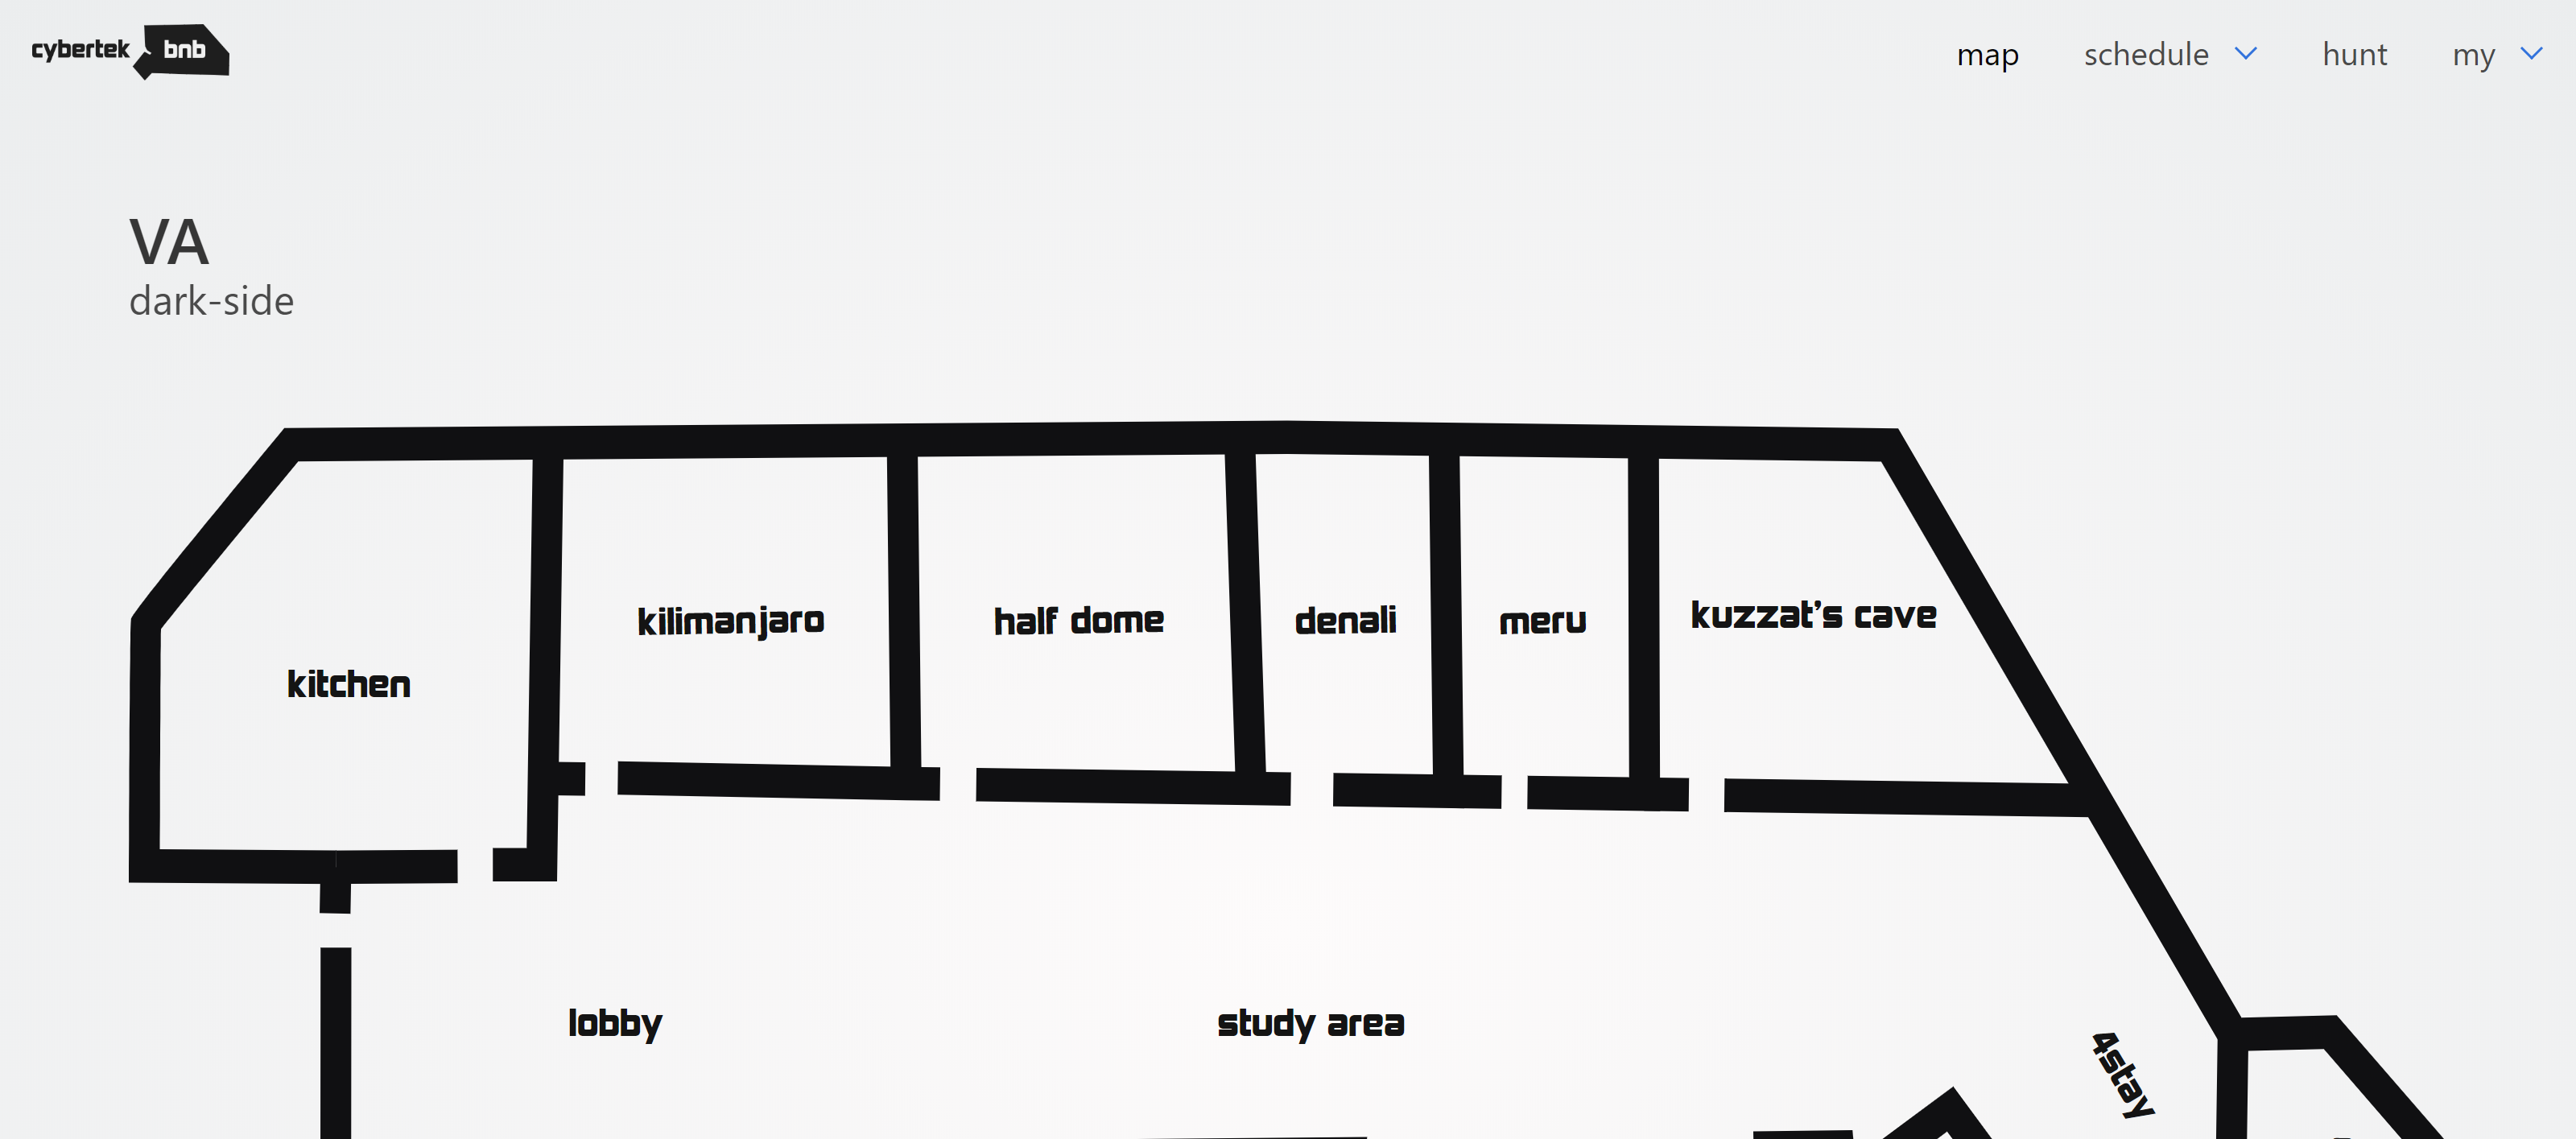 cybertek bnb
map schedule hunt my
VA
dark-side
kilimanjaro half dome denali meru kuzzat's cave
kitchen
lobby study area
4stay